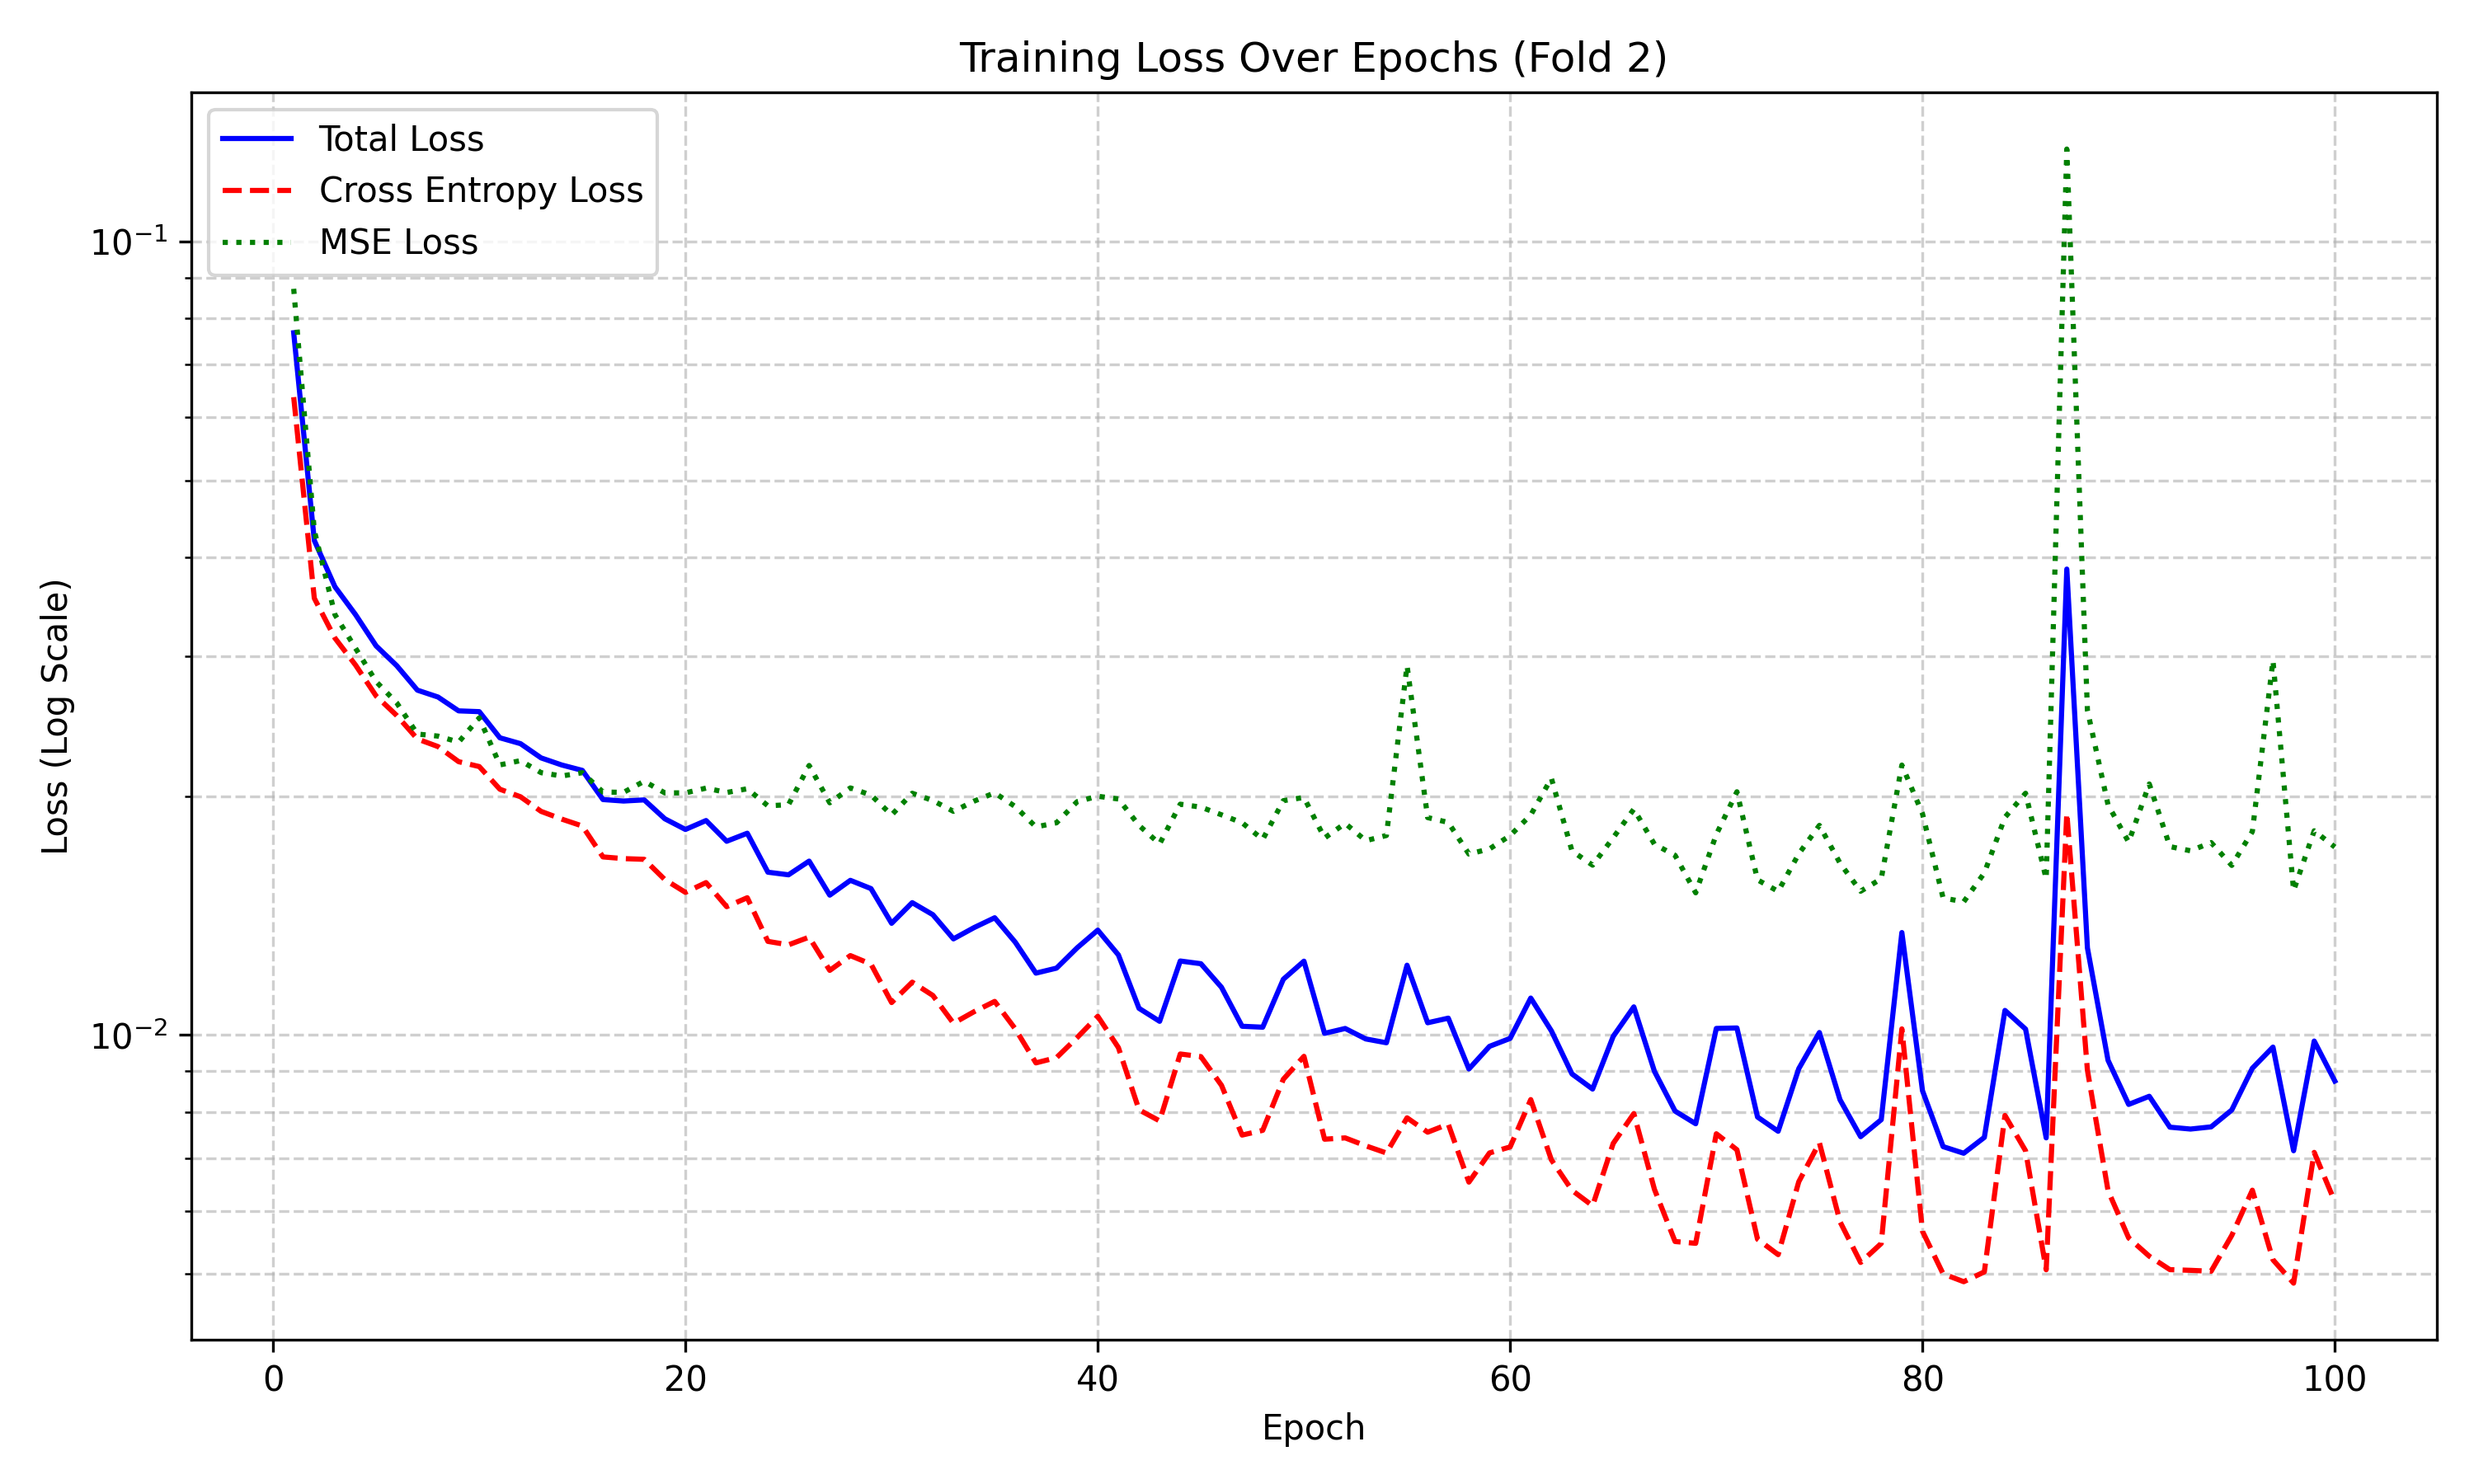 Training Loss Over Epochs (Fold 2)
Total Loss
Cross Entropy Loss
MSE Loss
10⁻¹
10⁻²
Loss (Log Scale)
0 20 40 60 80 100
Epoch